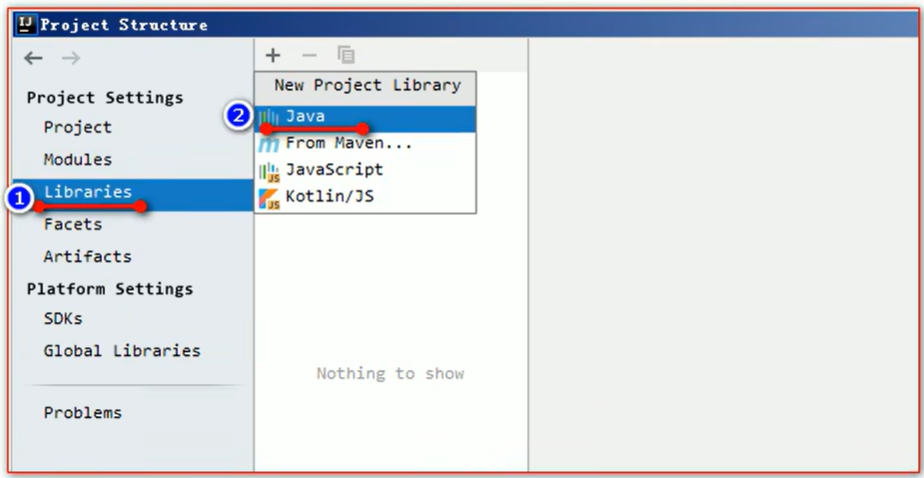 Project Structure
Project Settings
Project
Modules
1
Libraries
Facets
Artifacts
Platform Settings
SDKs
Global Libraries
Problems
New Project Library
2
Java
From Maven...
JavaScript
Kotlin/JS
Nothing to show